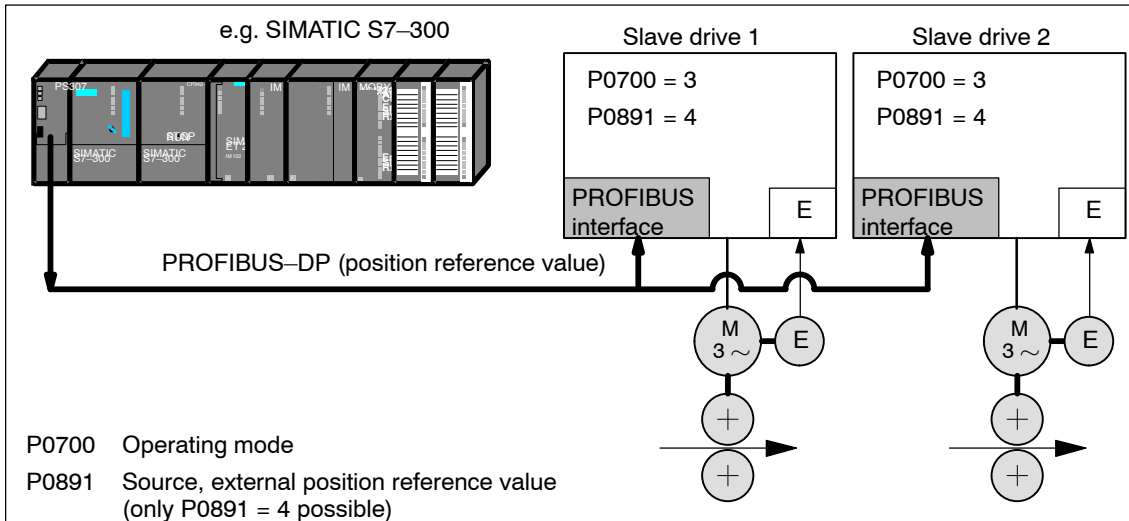 e.g. SIMATIC S7–300
Slave drive 1
Slave drive 2
P0700 = 3
P0891 = 4
P0700 = 3
P0891 = 4
PS307
IM
SIMATIC
S7–300
STOP
SIMATIC
S7–300
IM 153
PROFIBUS
interface
E
PROFIBUS
interface
E
PROFIBUS–DP (position reference value)
M
3 ∼
E
M
3 ∼
E
P0700 Operating mode
P0891 Source, external position reference value
(only P0891 = 4 possible)